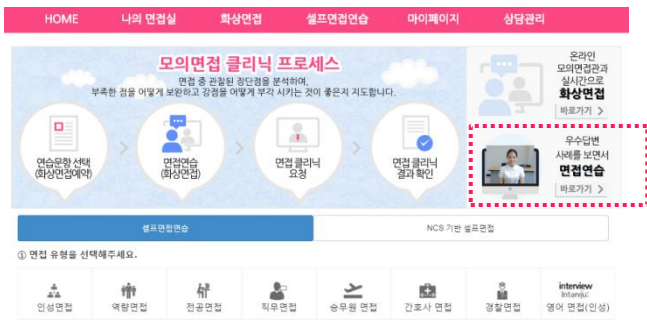 HOME 나의 면접실 화상면접 셀프면접연습 마이페이지 상담관리
모의면접 클리닉 프로세스
면접 중 관찰된 장단점을 분석하여,
부족한 점을 어떻게 보완하고 강점을 어떻게 부각 시키는 것이 좋은지 지도합니다.
연습문항 선택
(화상면접예약)
면접연습
(화상면접)
면접 클리닉
요청
면접 클리닉
결과 확인
온라인
모의면접관과
실시간으로
화상면접
바로가기 >
우수답변
사례를 보면서
면접연습
바로가기 >
셀프면접연습 NCS 기반 셀프면접
① 면접 유형을 선택해주세요.
인성면접 역량면접 전공면접 직무면접 승무원 면접 간호사 면접 경찰면접 영어 면접(인성)
interview